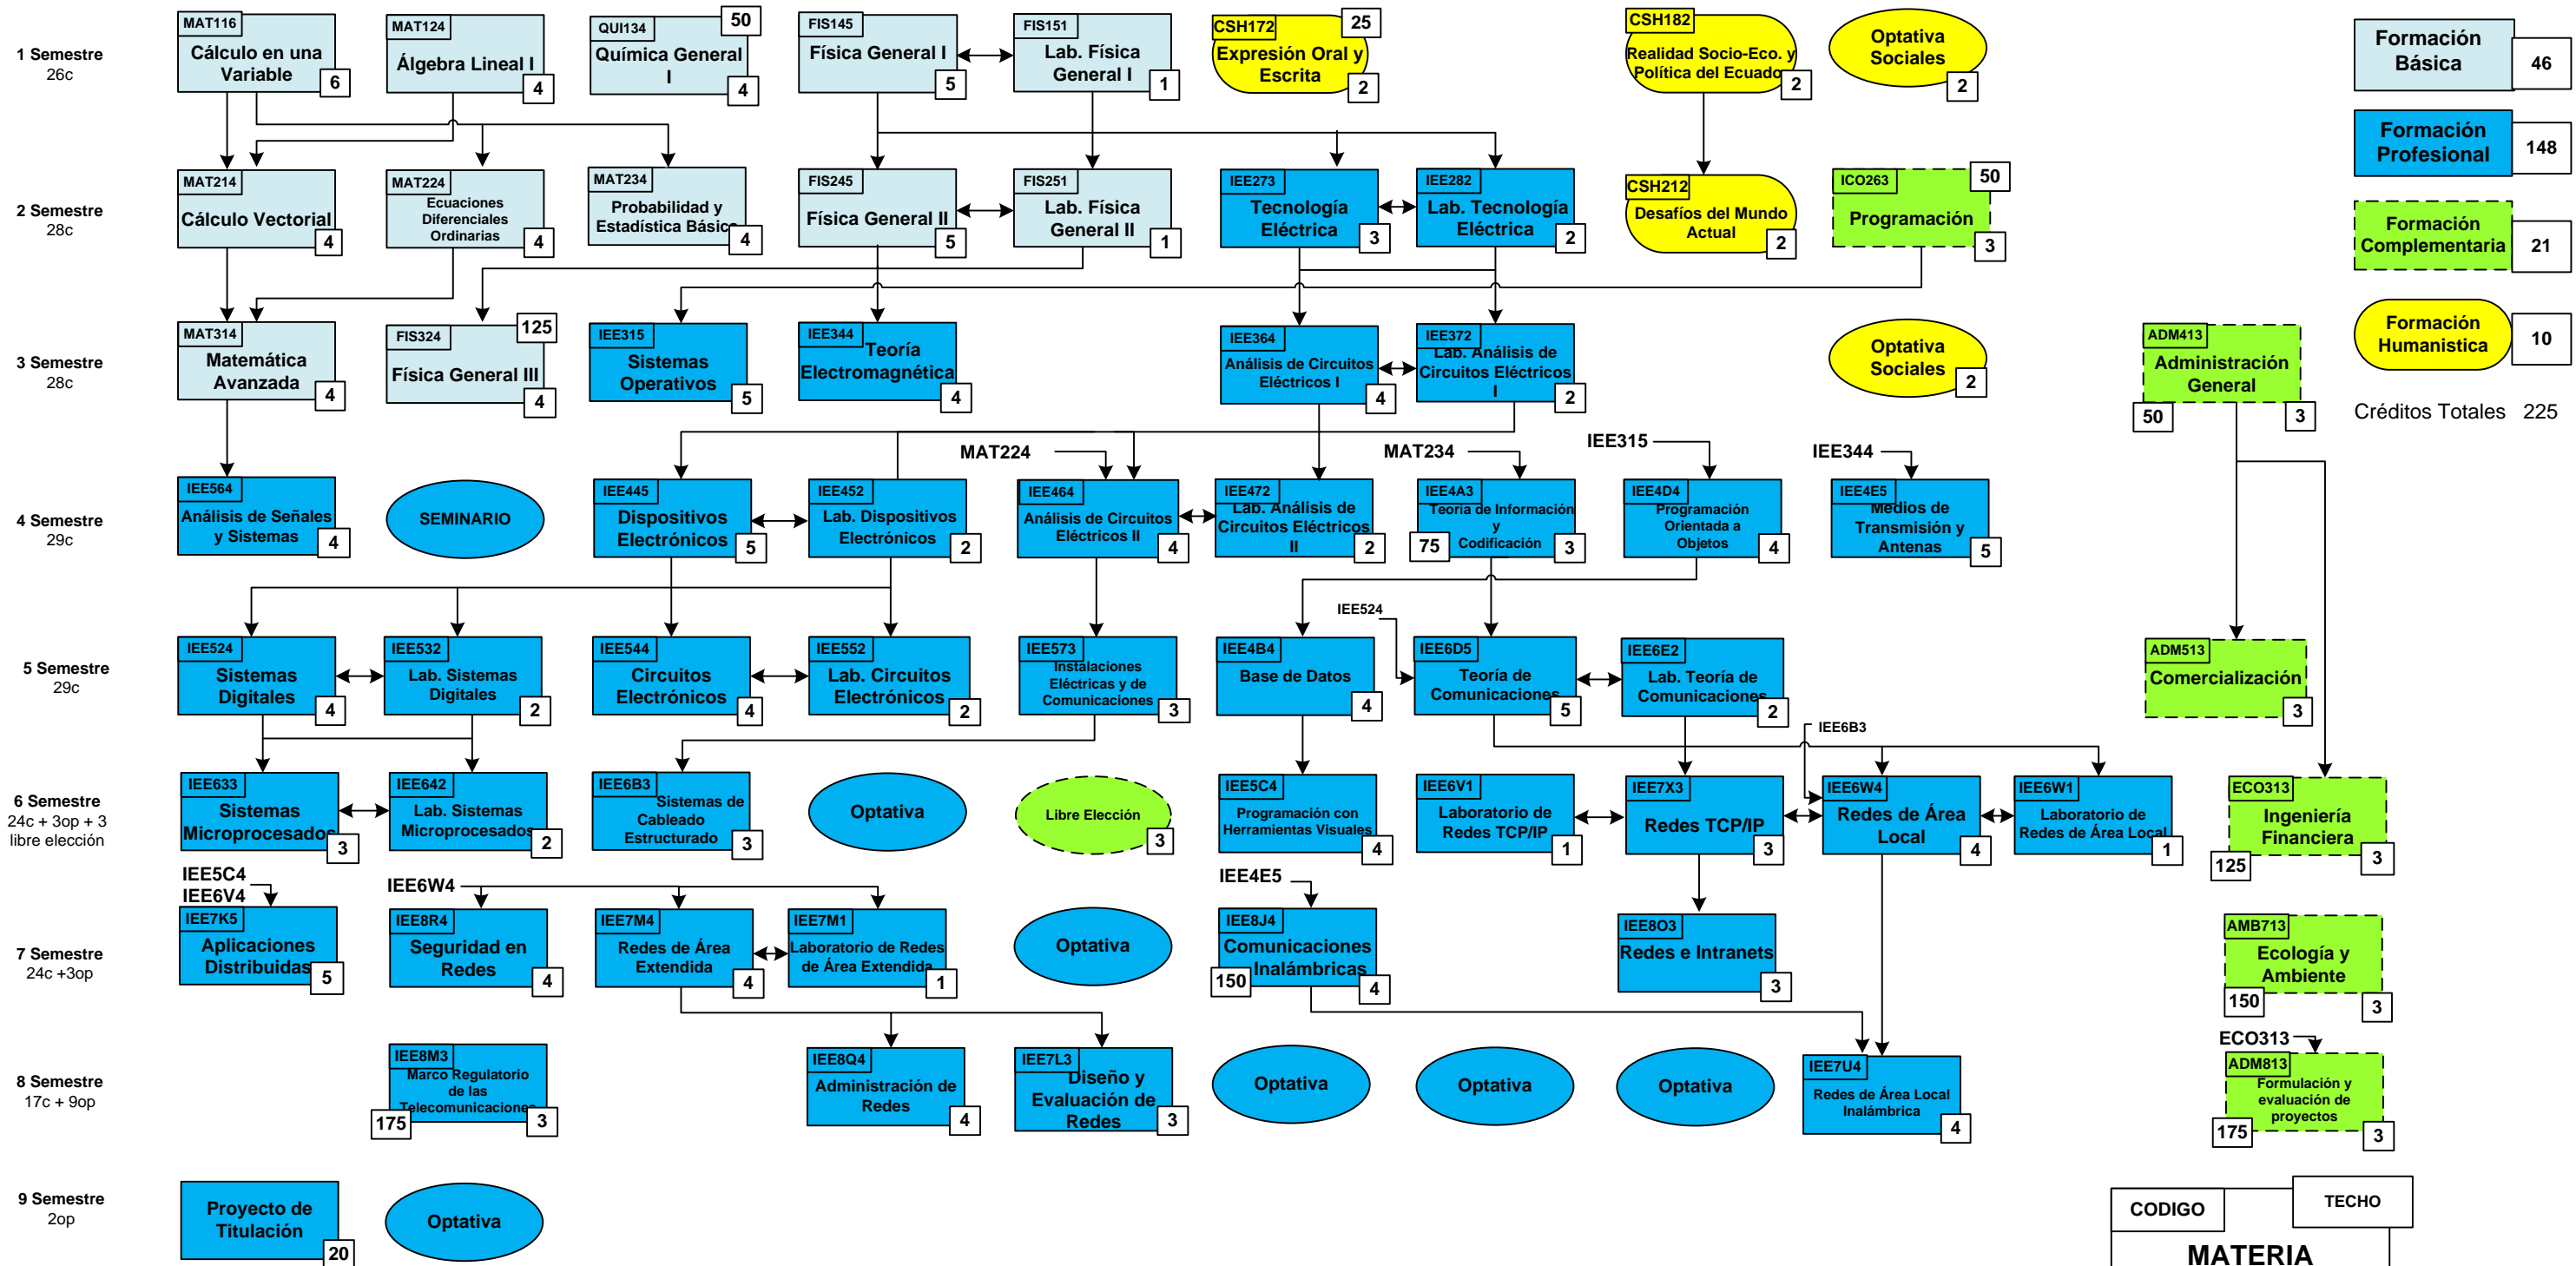 1 Semestre
26c
MAT116
Cálculo en una
Variable
6
MAT124
Álgebra Lineal I
4
QUI134
50
Química General
I
4
FIS145
Física General I
5
FIS151
Lab. Física
General I
1
CSH172
25
Expresión Oral y
Escrita
2
CSH182
Realidad Socio-Eco. y
Política del Ecuador
2
Optativa
Sociales
2
Formación
Básica
46
Formación
Profesional
148
Formación
Complementaria
21
Formación
Humanistica
10
Créditos Totales 225
2 Semestre
28c
MAT214
Cálculo Vectorial
4
MAT224
Ecuaciones
Diferenciales
Ordinarias
4
MAT234
Probabilidad y
Estadística Básica
4
FIS245
Física General II
5
FIS251
Lab. Física
General II
1
IEE273
Tecnología
Eléctrica
3
IEE282
Lab. Tecnología
Eléctrica
2
CSH212
Desafíos del Mundo
Actual
2
ICO263
50
Programación
3
3 Semestre
28c
MAT314
Matemática
Avanzada
4
FIS324
125
Física General III
4
IEE315
Sistemas
Operativos
5
IEE344
Teoría
Electromagnética
4
IEE364
Análisis de Circuitos
Eléctricos I
4
IEE372
Lab. Análisis de
Circuitos Eléctricos
I
2
Optativa
Sociales
2
ADM413
Administración
General
50
3
MAT224
MAT234
IEE315
IEE344
4 Semestre
29c
IEE564
Análisis de Señales
y Sistemas
4
SEMINARIO
IEE445
Dispositivos
Electrónicos
5
IEE452
Lab. Dispositivos
Electrónicos
2
IEE464
Análisis de Circuitos
Eléctricos II
4
IEE472
Lab. Análisis de
Circuitos Eléctricos
II
2
IEE4A3
Teoría de Información
y
Codificación
75
3
IEE4D4
Programación
Orientada a
Objetos
4
IEE4E5
Medios de
Transmisión y
Antenas
5
IEE524
5 Semestre
29c
IEE524
Sistemas
Digitales
4
IEE532
Lab. Sistemas
Digitales
2
IEE544
Circuitos
Electrónicos
4
IEE552
Lab. Circuitos
Electrónicos
2
IEE573
Instalaciones
Eléctricas y de
Comunicaciones
3
IEE4B4
Base de Datos
4
IEE6D5
Teoría de
Comunicaciones
5
IEE6E2
Lab. Teoría de
Comunicaciones
2
ADM513
Comercialización
3
IEE6B3
6 Semestre
24c + 3op + 3
libre elección
IEE633
Sistemas
Microprocesados
3
IEE642
Lab. Sistemas
Microprocesados
2
IEE6B3
Sistemas de
Cableado
Estructurado
3
Optativa
Libre Elección
3
IEE5C4
Programación con
Herramientas Visuales
4
IEE6V1
Laboratorio de
Redes TCP/IP
1
IEE7X3
Redes TCP/IP
3
IEE6W4
Redes de Área
Local
4
IEE6W1
Laboratorio de
Redes de Área Local
1
ECO313
Ingeniería
Financiera
125
3
IEE5C4
IEE6V4
IEE6W4
IEE4E5
7 Semestre
24c +3op
IEE7K5
Aplicaciones
Distribuidas
5
IEE8R4
Seguridad en
Redes
4
IEE7M4
Redes de Área
Extendida
4
IEE7M1
Laboratorio de Redes
de Área Extendida
1
Optativa
IEE8J4
Comunicaciones
Inalámbricas
150
4
IEE8O3
Redes e Intranets
3
AMB713
Ecología y
Ambiente
150
3
ECO313
8 Semestre
17c + 9op
IEE8M3
Marco Regulatorio
de las
Telecomunicaciones
175
3
IEE8Q4
Administración de
Redes
4
IEE7L3
Diseño y
Evaluación de
Redes
3
Optativa
Optativa
Optativa
IEE7U4
Redes de Área Local
Inalámbrica
4
ADM813
Formulación y
evaluación de
proyectos
175
3
9 Semestre
2op
Proyecto de
Titulación
20
Optativa
CODIGO
TECHO
MATERIA